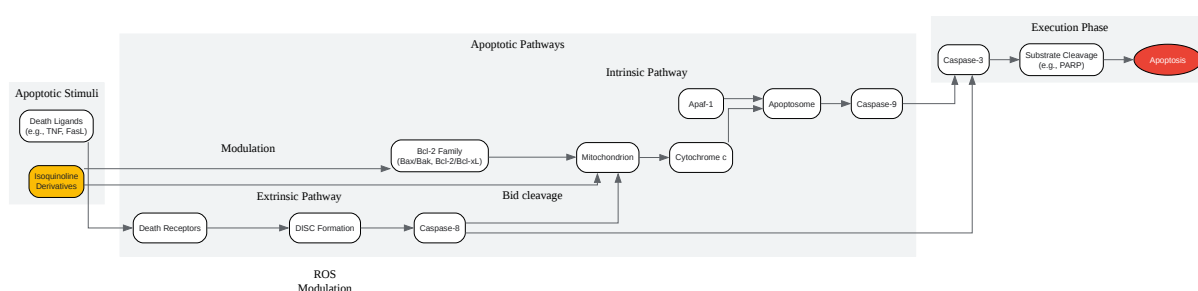 Execution Phase
Apoptotic Pathways
Intrinsic Pathway
Caspase-3
Substrate Cleavage
(e.g., PARP)
Apoptosis
Apoptotic Stimuli
Death Ligands
(e.g., TNF, FasL)
Apaf-1
Apoptosome
Caspase-9
Modulation
Bcl-2 Family
(Bax/Bak, Bcl-2/Bcl-xL)
Mitochondrion
Cytochrome c
Isoquinoline
Derivatives
Extrinsic Pathway
Bid cleavage
Death Receptors
DISC Formation
Caspase-8
ROS
Modulation